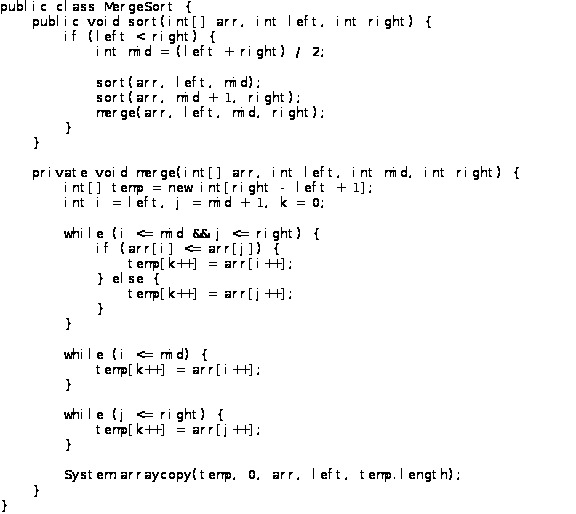 public class MergeSort {
    public void sort(int[] arr, int left, int right) {
        if (left < right) {
            int mid = (left + right) / 2;

            sort(arr, left, mid);
            sort(arr, mid + 1, right);
            merge(arr, left, mid, right);
        }
    }

    private void merge(int[] arr, int left, int mid, int right) {
        int[] temp = new int[right - left + 1];
        int i = left, j = mid + 1, k = 0;

        while (i <= mid && j <= right) {
            if (arr[i] <= arr[j]) {
                temp[k++] = arr[i++];
            } else {
                temp[k++] = arr[j++];
            }
        }

        while (i <= mid) {
            temp[k++] = arr[i++];
        }

        while (j <= right) {
            temp[k++] = arr[j++];
        }

        System.arraycopy(temp, 0, arr, left, temp.length);
    }
}